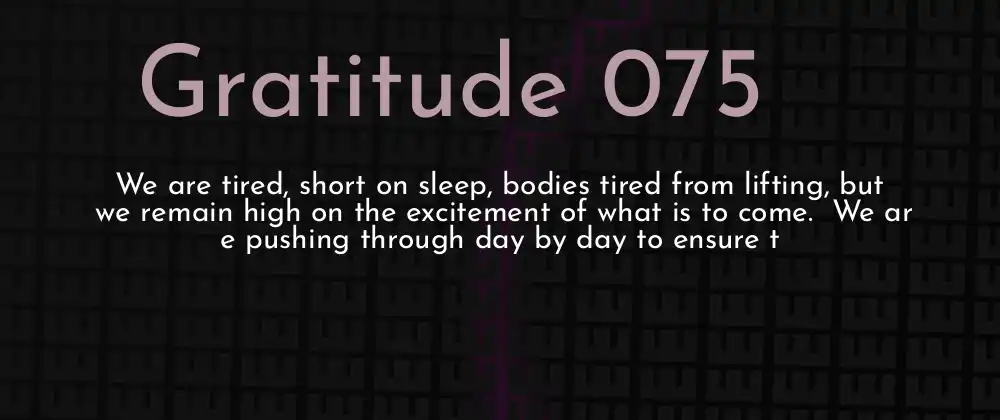 Gratitude 075
We are tired, short on sleep, bodies tired from lifting, but
we remain high on the excitement of what is to come.  We ar
e pushing through day by day to ensure t